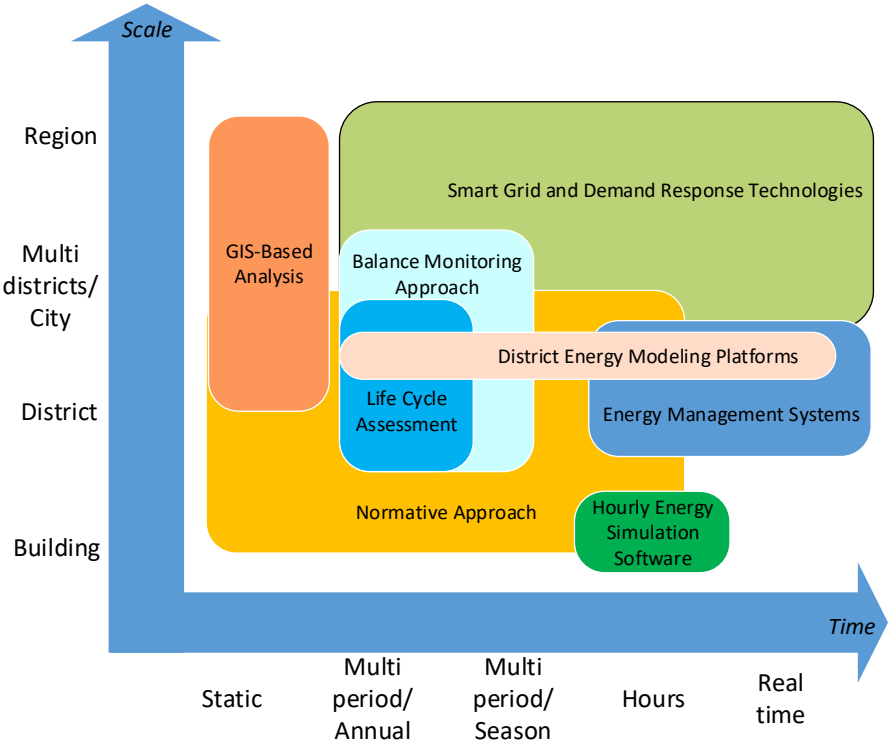 Scale
Region
Smart Grid and Demand Response Technologies
GIS-Based
Analysis
Multi
districts/
City
Balance Monitoring
Approach
District Energy Modeling Platforms
District
Life Cycle
Assessment
Energy Management Systems
Normative Approach
Hourly Energy
Simulation
Software
Building
Time
Static
Multi
period/
Annual
Multi
period/
Season
Hours
Real
time